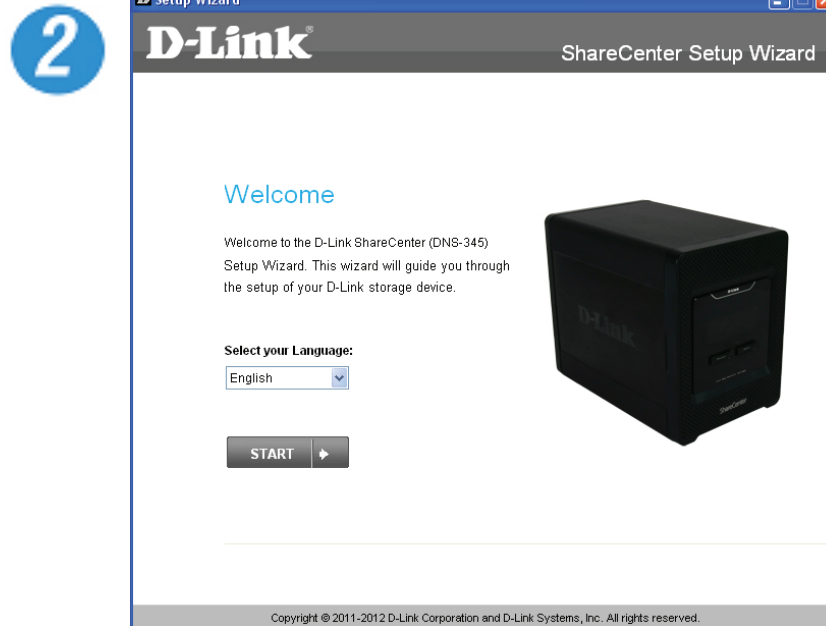 2
Setup Wizard
D-Link®
ShareCenter Setup Wizard
Welcome
Welcome to the D-Link ShareCenter (DNS-345)
Setup Wizard. This wizard will guide you through
the setup of your D-Link storage device.
D-Link
ShareCenter
Select your Language:
English
START
Copyright © 2011-2012 D-Link Corporation and D-Link Systems, Inc. All rights reserved.